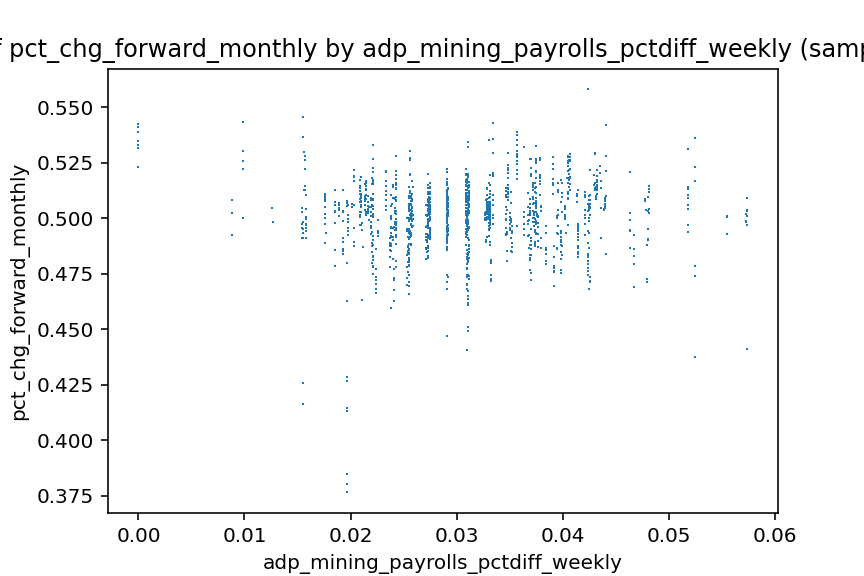 pct_chg_forward_monthly by adp_mining_payrolls_pctdiff_weekly
0.550
0.525
0.500
0.475
0.450
0.425
0.400
0.375
pct_chg_forward_monthly
0.00 0.01 0.02 0.03 0.04 0.05 0.06
adp_mining_payrolls_pctdiff_weekly